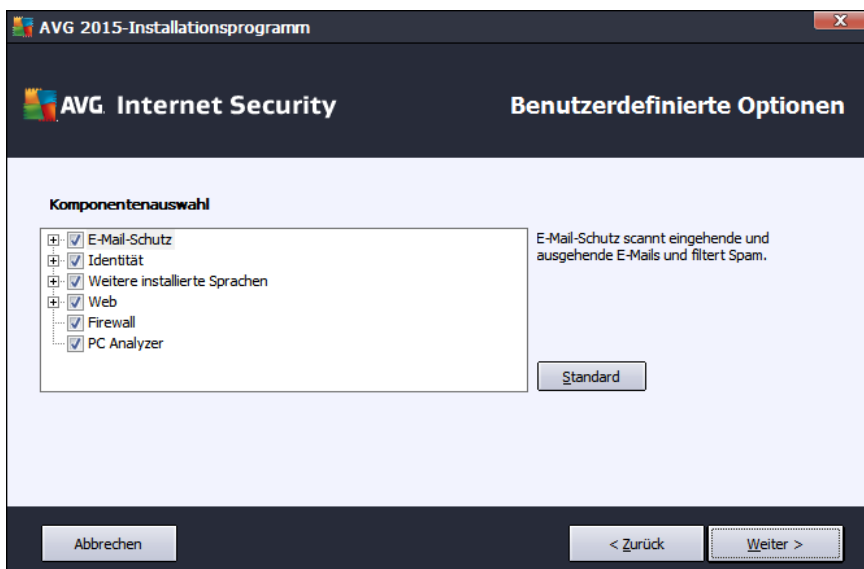 AVG 2015-Installationsprogramm
AVG Internet Security
Benutzerdefinierte Optionen
Komponentenauswahl
E-Mail-Schutz
Identität
Weitere installierte Sprachen
Web
Firewall
PC Analyzer
E-Mail-Schutz scannt eingehende und
ausgehende E-Mails und filtert Spam.
Standard
Abbrechen
< Zurück
Weiter >